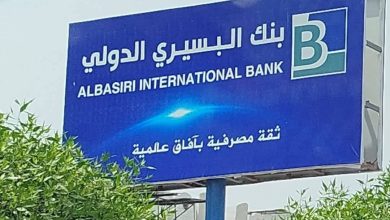 بنك البسيري الدولي
B
ALBASIRI INTERNATIONAL BANK
ثقة مصرفية بآفاق عالمية